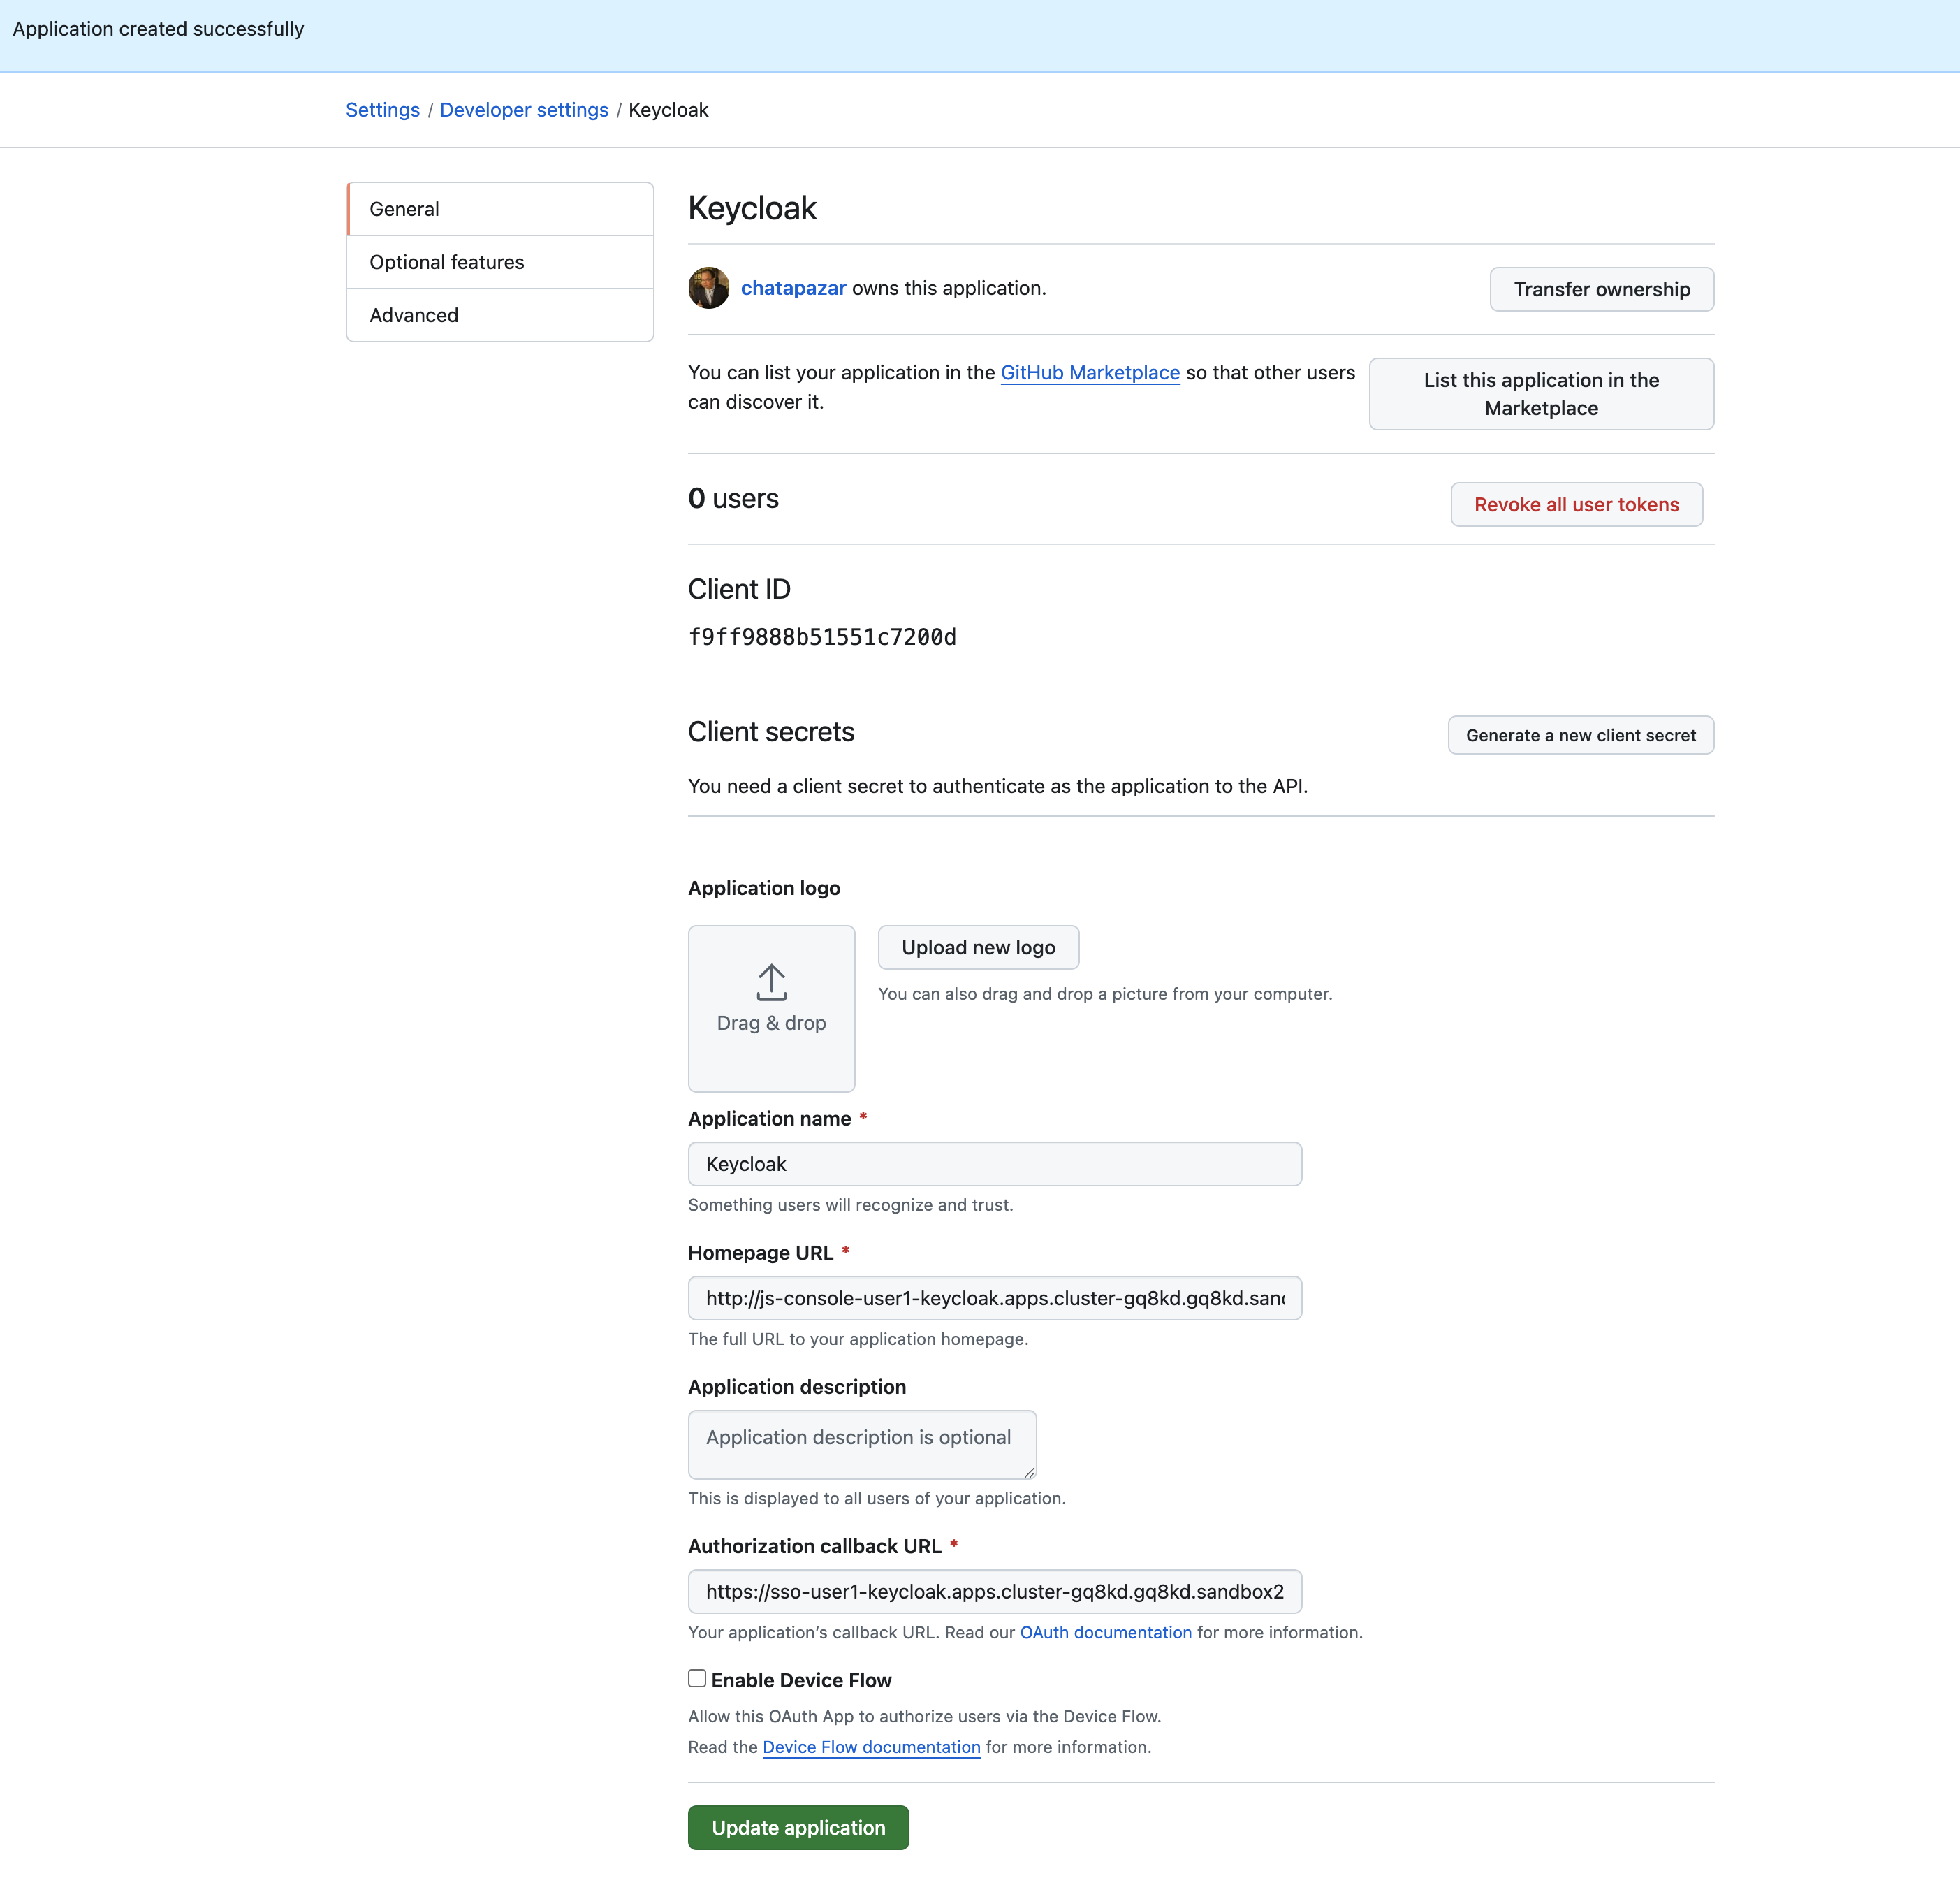 Application created successfully
Settings / Developer settings / Keycloak
General
Optional features
Advanced
Keycloak
chatapazar owns this application.
Transfer ownership
You can list your application in the GitHub Marketplace so that other users
can discover it.
List this application in the
Marketplace
0 users
Revoke all user tokens
Client ID
f9ff9888b51551c7200d
Client secrets
Generate a new client secret
You need a client secret to authenticate as the application to the API.
Application logo
Drag & drop
Upload new logo
You can also drag and drop a picture from your computer.
Application name *
Keycloak
Something users will recognize and trust.
Homepage URL *
http://js-console-user1-keycloak.apps.cluster-gq8kd.gq8kd.san
The full URL to your application homepage.
Application description
Application description is optional
This is displayed to all users of your application.
Authorization callback URL *
https://sso-user1-keycloak.apps.cluster-gq8kd.gq8kd.sandbox2
Your application's callback URL. Read our OAuth documentation for more information.
Enable Device Flow
Allow this OAuth App to authorize users via the Device Flow.
Read the Device Flow documentation for more information.
Update application